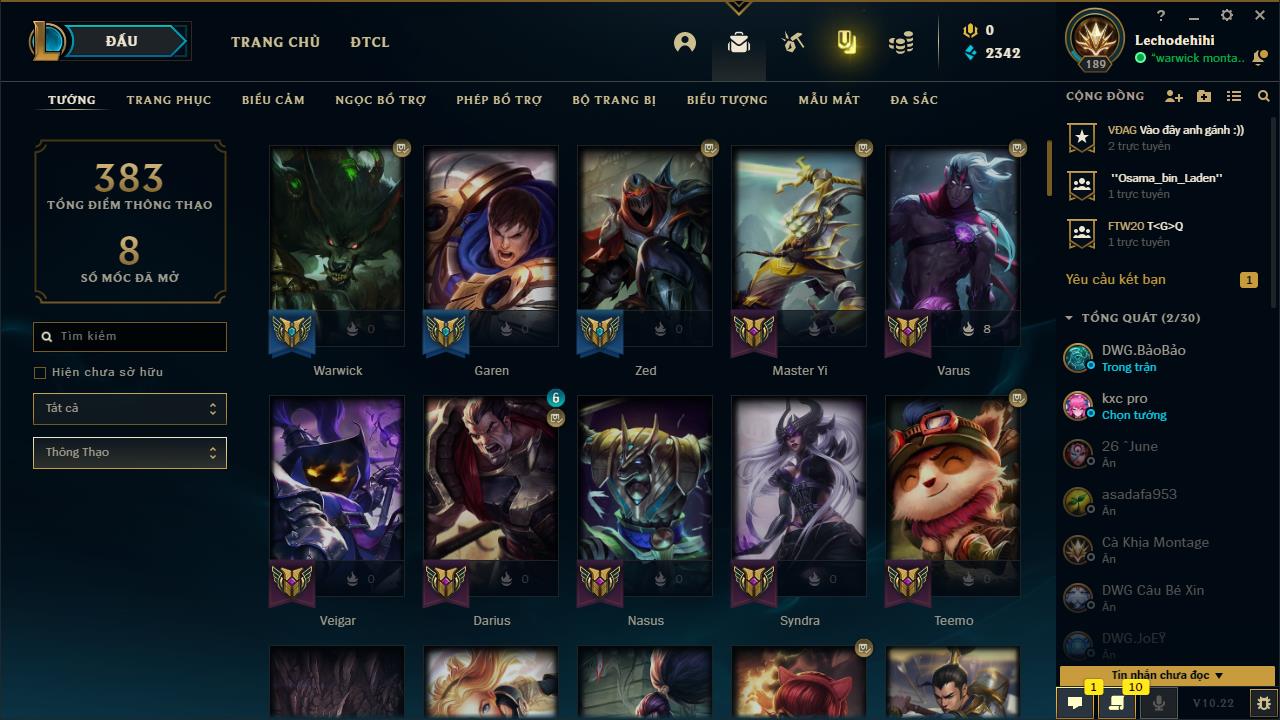 ĐẤU
TRANG CHỦ
ĐTCL
0
2342
?
189
Lechodehihi
"warwick monta..
TƯỚNG
TRANG PHỤC
BIỂU CẢM
NGỌC BỔ TRỢ
PHÉP BỔ TRỢ
BỘ TRANG BỊ
BIỂU TƯỢNG
MẪU MẮT
ĐA SẮC
383
TỔNG ĐIỂM THÔNG THẠO
8
SỐ MỐC ĐÃ MỞ
Tìm kiếm
Hiện chưa sở hữu
Tất cả
Thông Thạo
0
0
0
0
8
Warwick
Garen
Zed
Master Yi
Varus
6
0
0
0
0
0
Veigar
Darius
Nasus
Syndra
Teemo
CỘNG ĐỒNG
VĐAG Vào đây anh gánh :))
2 trực tuyến
''Osama_bin_Laden''
1 trực tuyến
FTW20 T<G>Q
1 trực tuyến
Yêu cầu kết bạn
1
TỔNG QUÁT (2/30)
DWG.BảoBảo
Trong trận
kxc pro
Chọn tướng
26 ˆJune
Ẩn
asadafa953
Ẩn
Cà Khịa Montage
Ẩn
DWG Câu Bé Xin
Ẩn
DWG.JoEŸ
Ẩn
Tin nhắn chưa đọc
1
10
V10.22